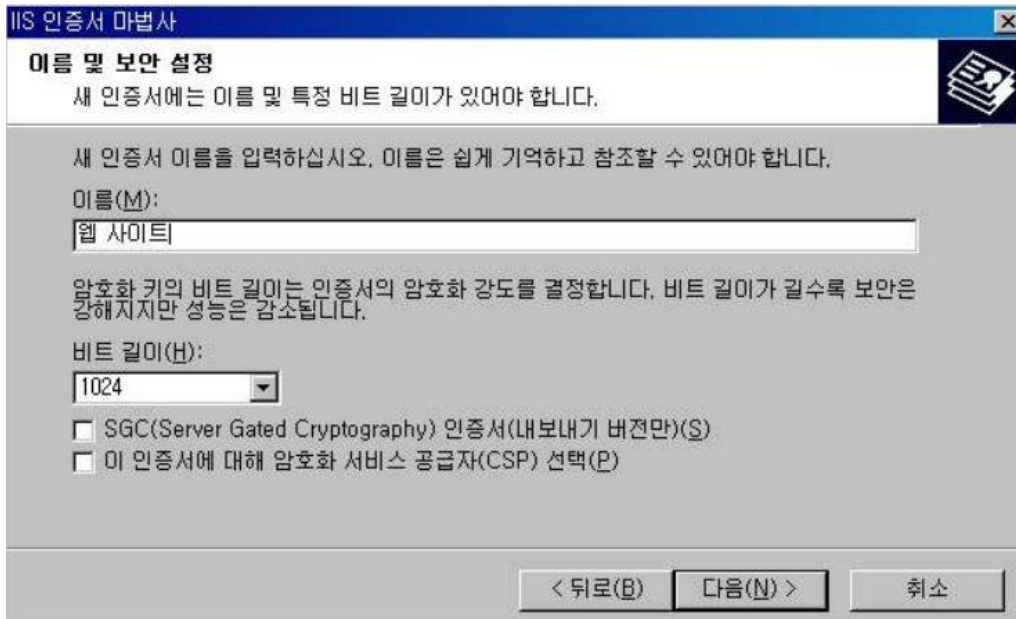 IIS 인증서 마법사
이름 및 보안 설정
새 인증서에는 이름 및 특정 비트 길이가 있어야 합니다.
새 인증서 이름을 입력하십시오. 이름은 쉽게 기억하고 참조할 수 있어야 합니다.
이름(M):
웹 사이트
암호화 키의 비트 길이는 인증서의 암호화 강도를 결정합니다. 비트 길이가 길수록 보안은
강해지지만 성능은 감소됩니다.
비트 길이(H):
1024
SGC(Server Gated Cryptography) 인증서(내보내기 버전만)(S)
이 인증서에 대해 암호화 서비스 공급자(CSP) 선택(P)
< 뒤로(B) 다음(N) > 취소